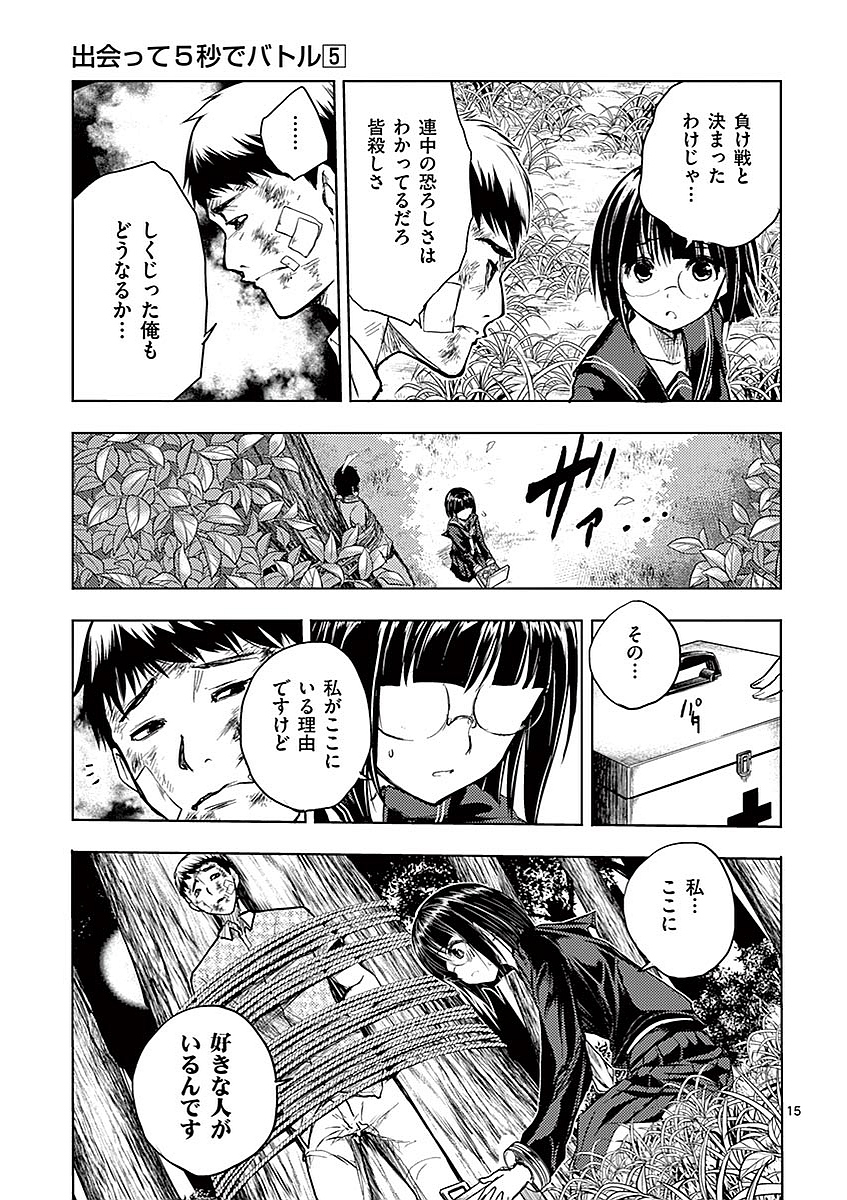 出会って5秒でバトル5
負け戦と
決まった
わけじゃ…
連中の恐ろしさは
わかってるだろ
皆殺しさ
……
しくじった俺も
どうなるか…
ザァ...
その…
パタ
私がここに
いる理由
ですけど
私…
ここに
好きな人が
いるんです
15